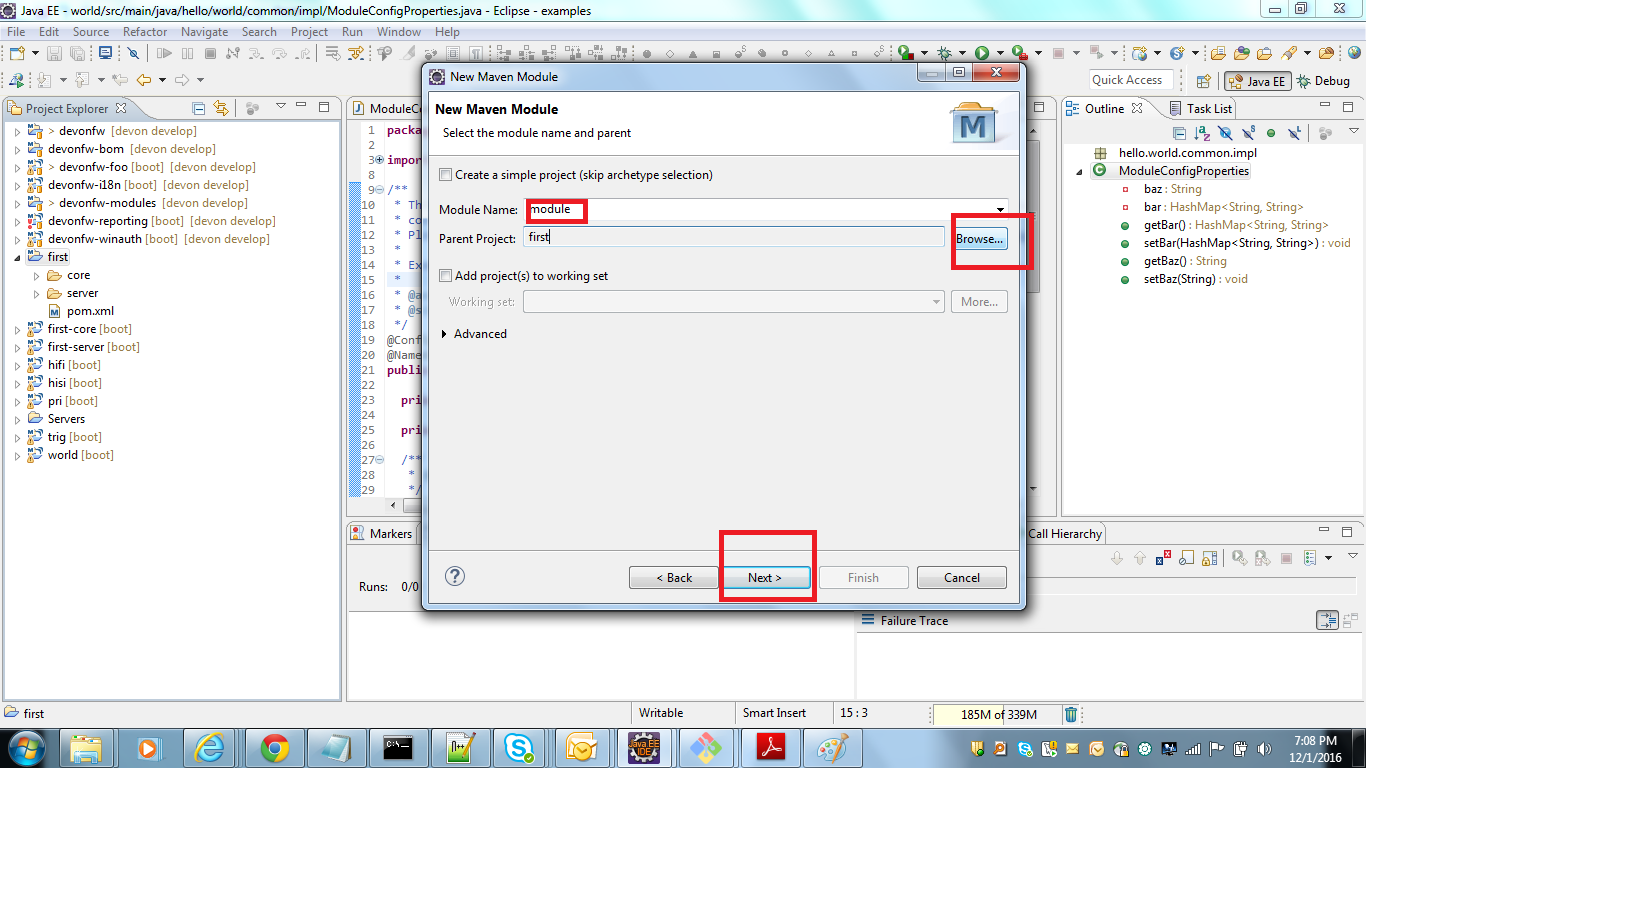 Java EE - world/src/main/java/hello/world/common/impl/ModuleConfigProperties.java - Eclipse - examples
File Edit Source Refactor Navigate Search Project Run Window Help
Quick Access
Java EE
Debug
Project Explorer
> devonfw [devon develop]
devonfw-bom [devon develop]
> devonfw-foo [boot] [devon develop]
devonfw-i18n [boot] [devon develop]
> devonfw-modules [devon develop]
devonfw-reporting [boot] [devon develop]
devonfw-winauth [boot] [devon develop]
first
core
server
pom.xml
first-core [boot]
first-server [boot]
hifi [boot]
hisi [boot]
pri [boot]
Servers
trig [boot]
world [boot]
ModuleCo
1 packa
2
3 impor
8
9 /**
10 * Th
11 * co
12 * Pl
13 *
14 * Ex
15 *
16 * @a
17 * @s
18 */
19 @Conf
20 @Name
21 publi
22
23 pri
24
25 pri
26
27 /**
28 *
29 */
New Maven Module
New Maven Module
Select the module name and parent
M
Create a simple project (skip archetype selection)
Module Name: module
Parent Project: first
Browse...
Add project(s) to working set
Working set:
More...
Advanced
?
< Back
Next >
Finish
Cancel
Outline
Task List
hello.world.common.impl
ModuleConfigProperties
baz : String
bar : HashMap<String, String>
getBar() : HashMap<String, String>
setBar(HashMap<String, String>) : void
getBaz() : String
setBaz(String) : void
Markers
Call Hierarchy
Runs: 0/0
Failure Trace
first
Writable
Smart Insert
15 : 3
185M of 339M
Java EE
IDE
7:08 PM
12/1/2016